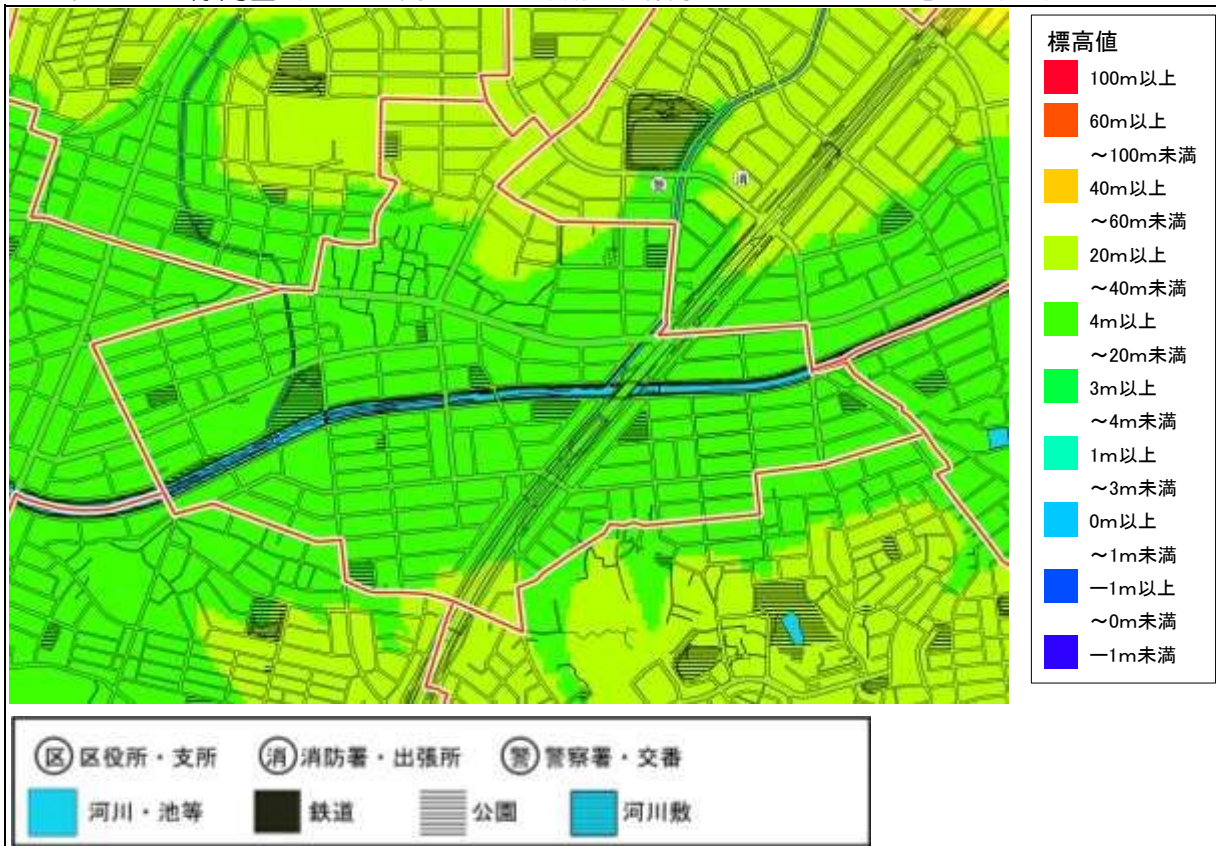 警
消
標高値
100m以上
60m以上
～100m未満
40m以上
～60m未満
20m以上
～40m未満
4m以上
～20m未満
3m以上
～4m未満
1m以上
～3m未満
0m以上
～1m未満
－1m以上
～0m未満
－1m未満
区 区役所・支所 消 消防署・出張所 警 警察署・交番
河川・池等 鉄道 公園 河川敷